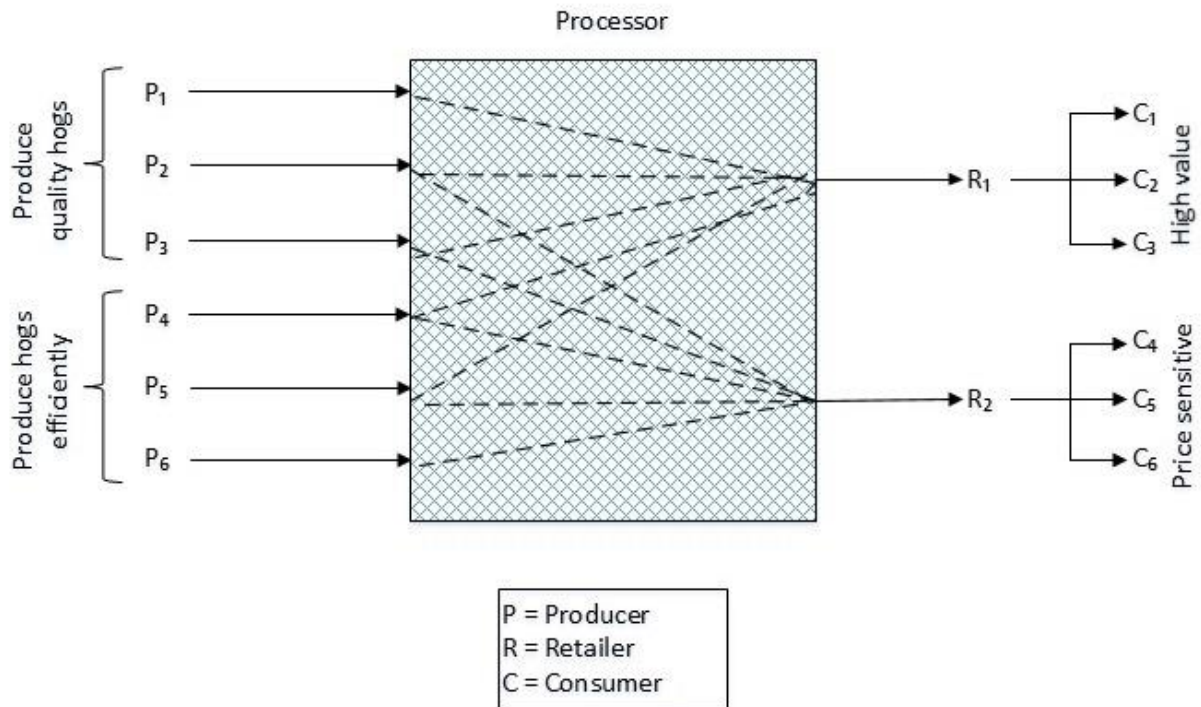 Processor
Produce
quality hogs
P1
P2
P3
Produce hogs
efficiently
P4
P5
P6
R1
R2
C1
C2
C3
High value
C4
C5
C6
Price sensitive
P = Producer
R = Retailer
C = Consumer